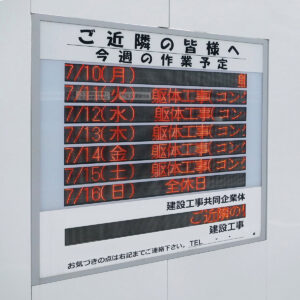 ご近隣の皆様へ
今週の作業予定
7/10(月)
7/11(火) 躯体工事(コン
7/12(水) 躯体工事(コン
7/13(木) 躯体工事(コン
7/14(金) 躯体工事(コン
7/15(土) 躯体工事(コン
7/16(日) 全休日
建設工事共同企業体
ご近隣の
建設工事
お気づきの点は右記までご連絡下さい。 TEL